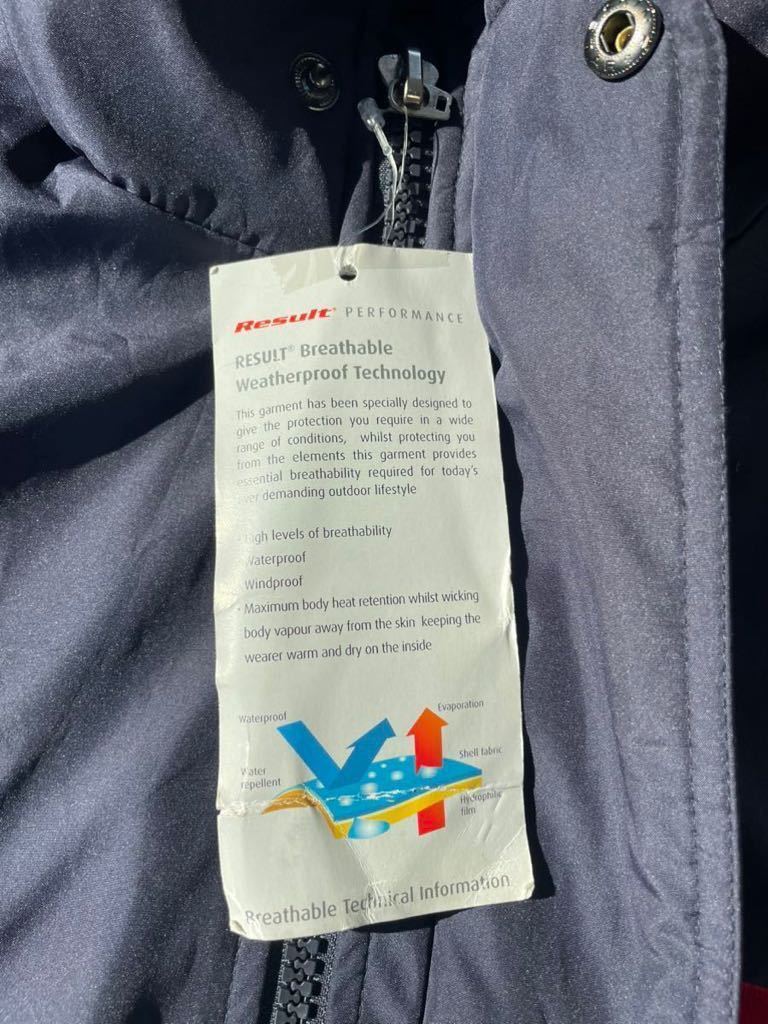 Result® PERFORMANCE
RESULT® Breathable
Weatherproof Technology
This garment has been specially designed to
give the protection you require in a wide
range of conditions, whilst protecting you
from the elements this garment provides
essential breathability required for today's
ever demanding outdoor lifestyle
· High levels of breathability
Waterproof
Windproof
· Maximum body heat retention whilst wicking
body vapour away from the skin keeping the
wearer warm and dry on the inside
Waterproof
Evaporation
Shell fabric
Water
repellent
Hydrophilic
film
Breathable Technical Information